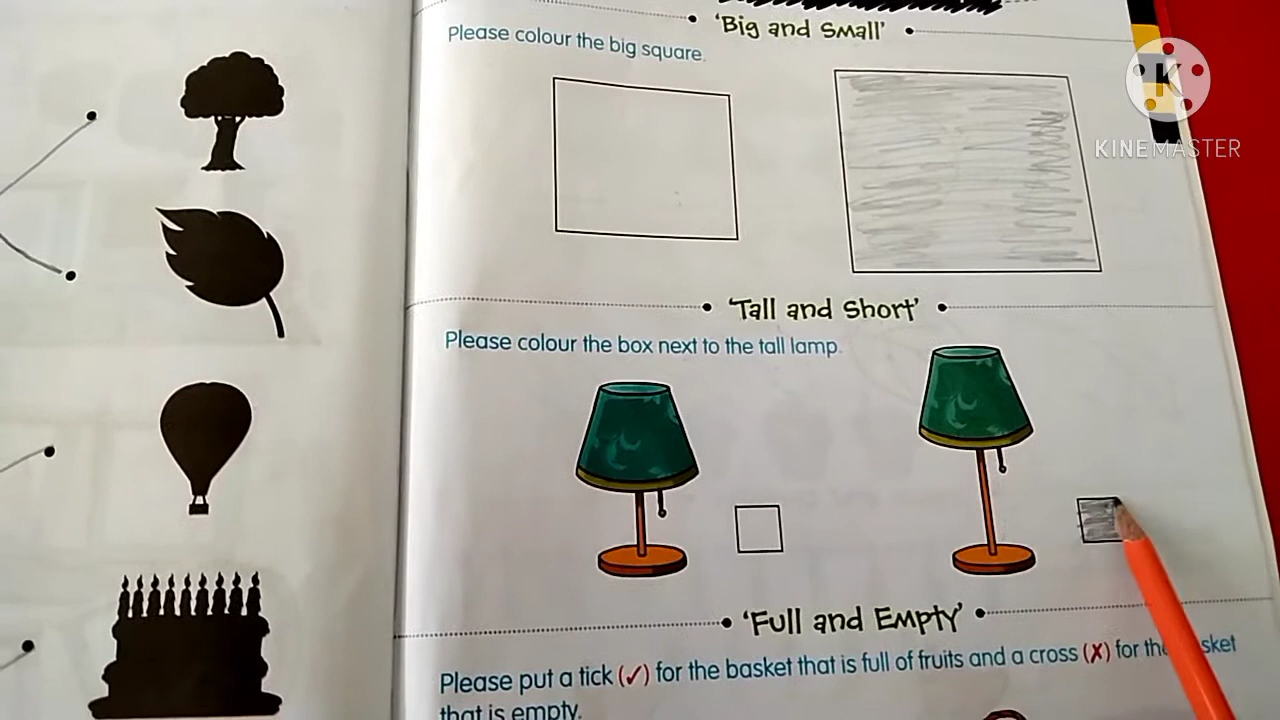 'Big and Small'
Please colour the big square.
K
KINEMASTER
'Tall and Short'
Please colour the box next to the tall lamp.
'Full and Empty'
Please put a tick (✓) for the basket that is full of fruits and a cross (✗) for
that is empty.